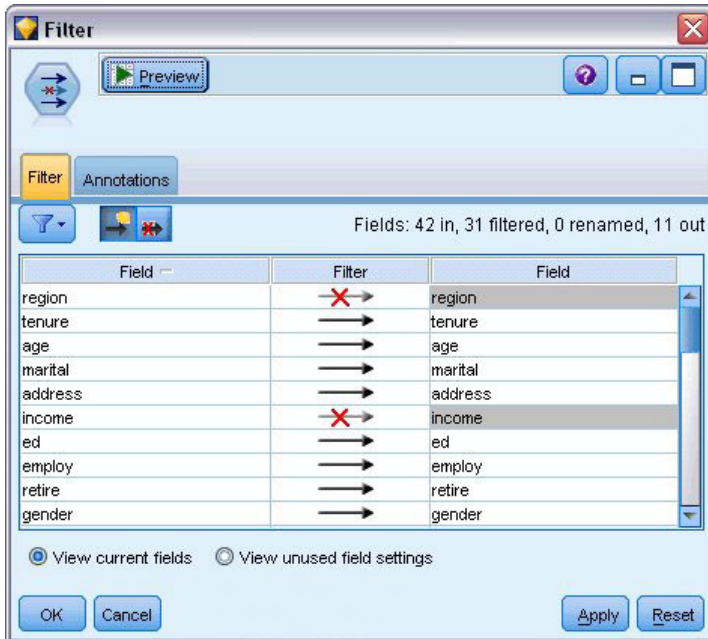 Filter
Preview
Filter
Annotations
Fields: 42 in, 31 filtered, 0 renamed, 11 out
Field Filter Field
region region
tenure tenure
age age
marital marital
address address
income income
ed ed
employ employ
retire retire
gender gender
View current fields View unused field settings
OK Cancel Apply Reset